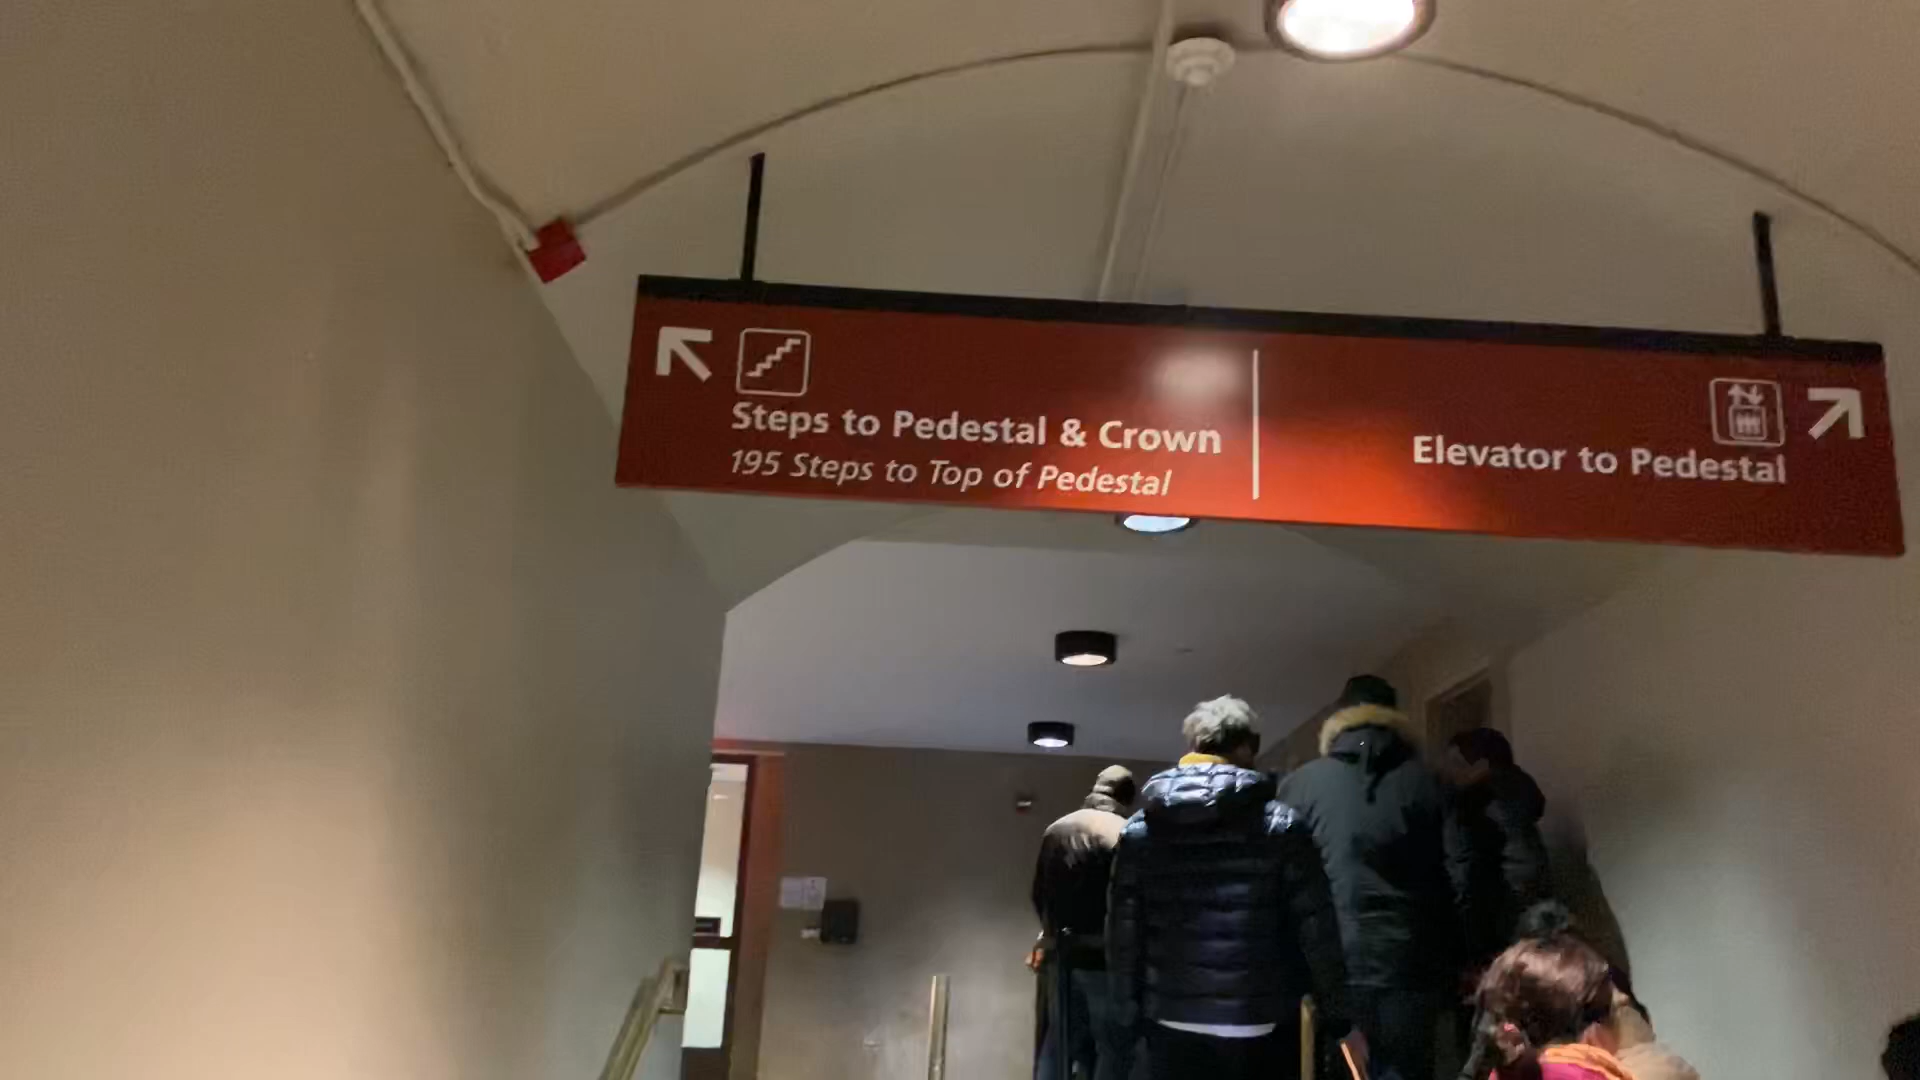 Steps to Pedestal & Crown
195 Steps to Top of Pedestal
Elevator to Pedestal